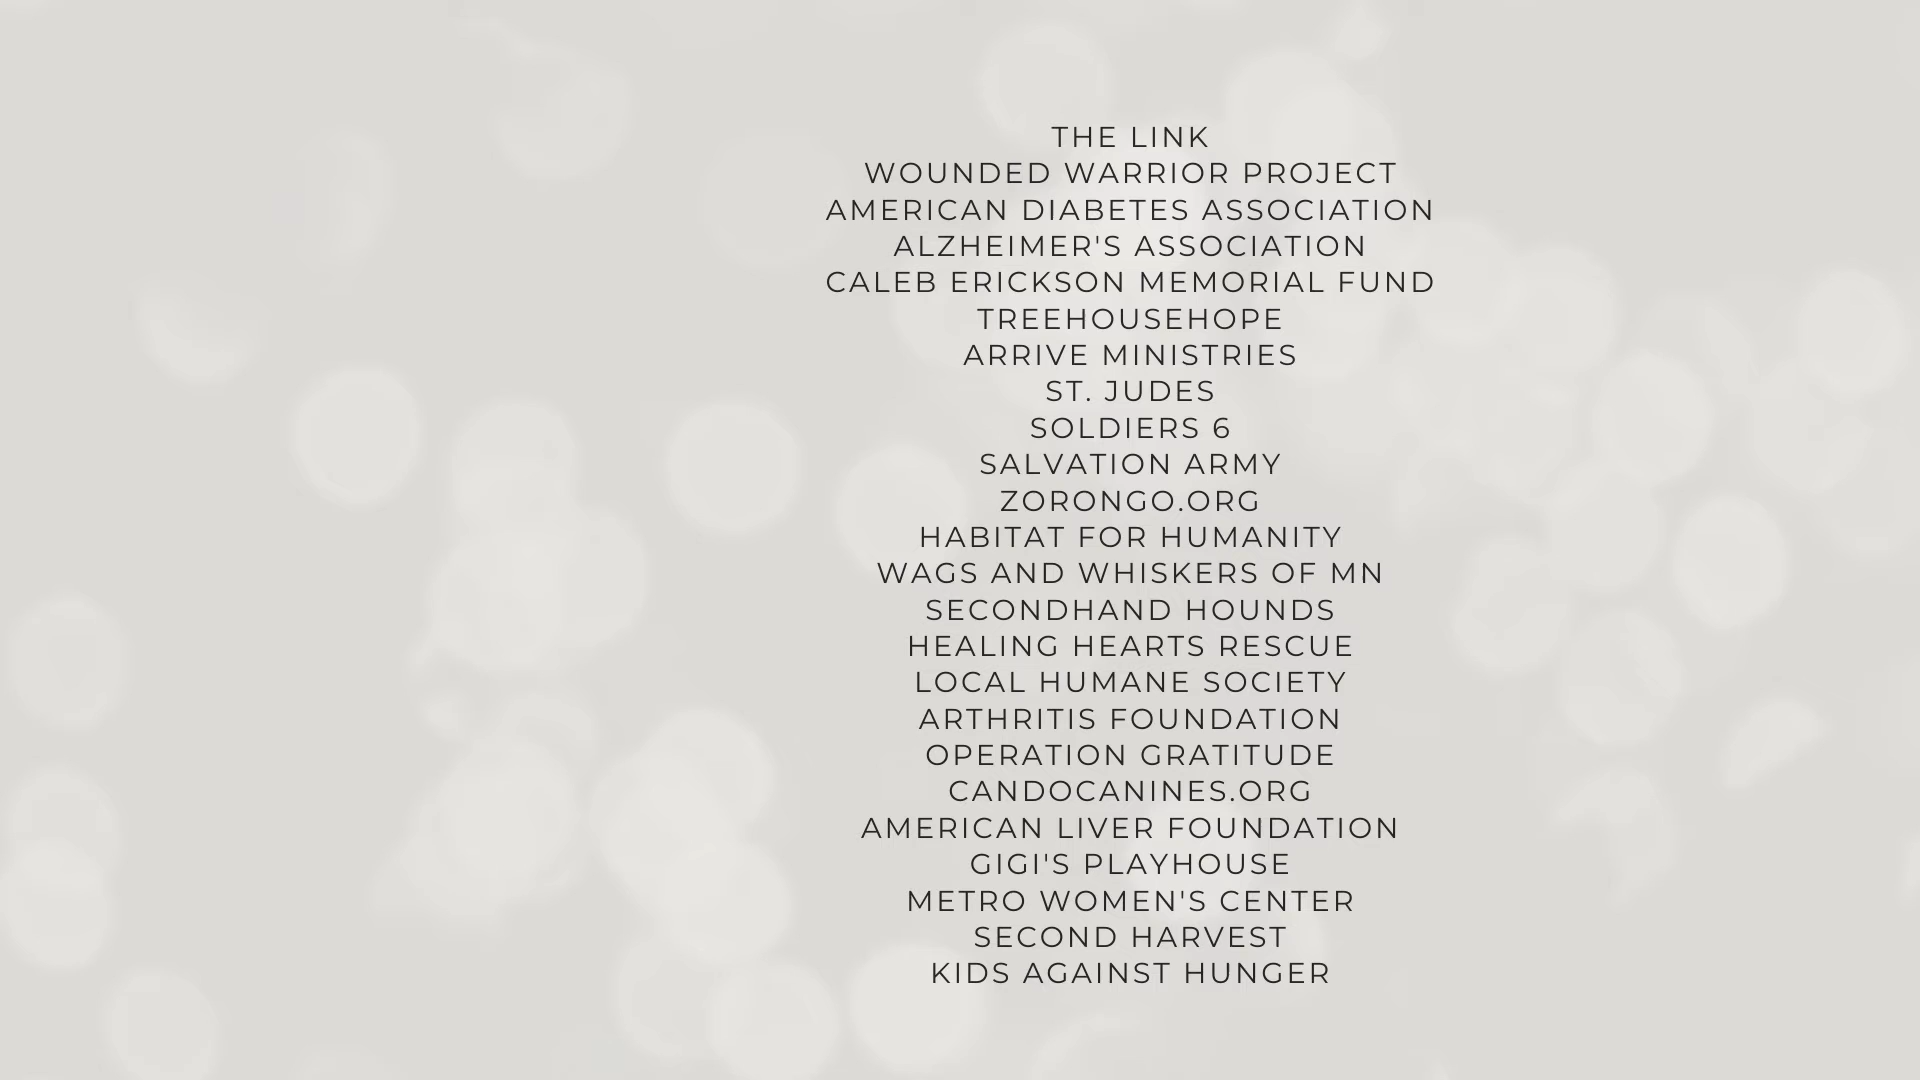 THE LINK
WOUNDED WARRIOR PROJECT
AMERICAN DIABETES ASSOCIATION
ALZHEIMER'S ASSOCIATION
CALEB ERICKSON MEMORIAL FUND
TREEHOUSEHOPE
ARRIVE MINISTRIES
ST. JUDES
SOLDIERS 6
SALVATION ARMY
ZORONGO.ORG
HABITAT FOR HUMANITY
WAGS AND WHISKERS OF MN
SECONDHAND HOUNDS
HEALING HEARTS RESCUE
LOCAL HUMANE SOCIETY
ARTHRITIS FOUNDATION
OPERATION GRATITUDE
CANDOCANINES.ORG
AMERICAN LIVER FOUNDATION
GIGI'S PLAYHOUSE
METRO WOMEN'S CENTER
SECOND HARVEST
KIDS AGAINST HUNGER